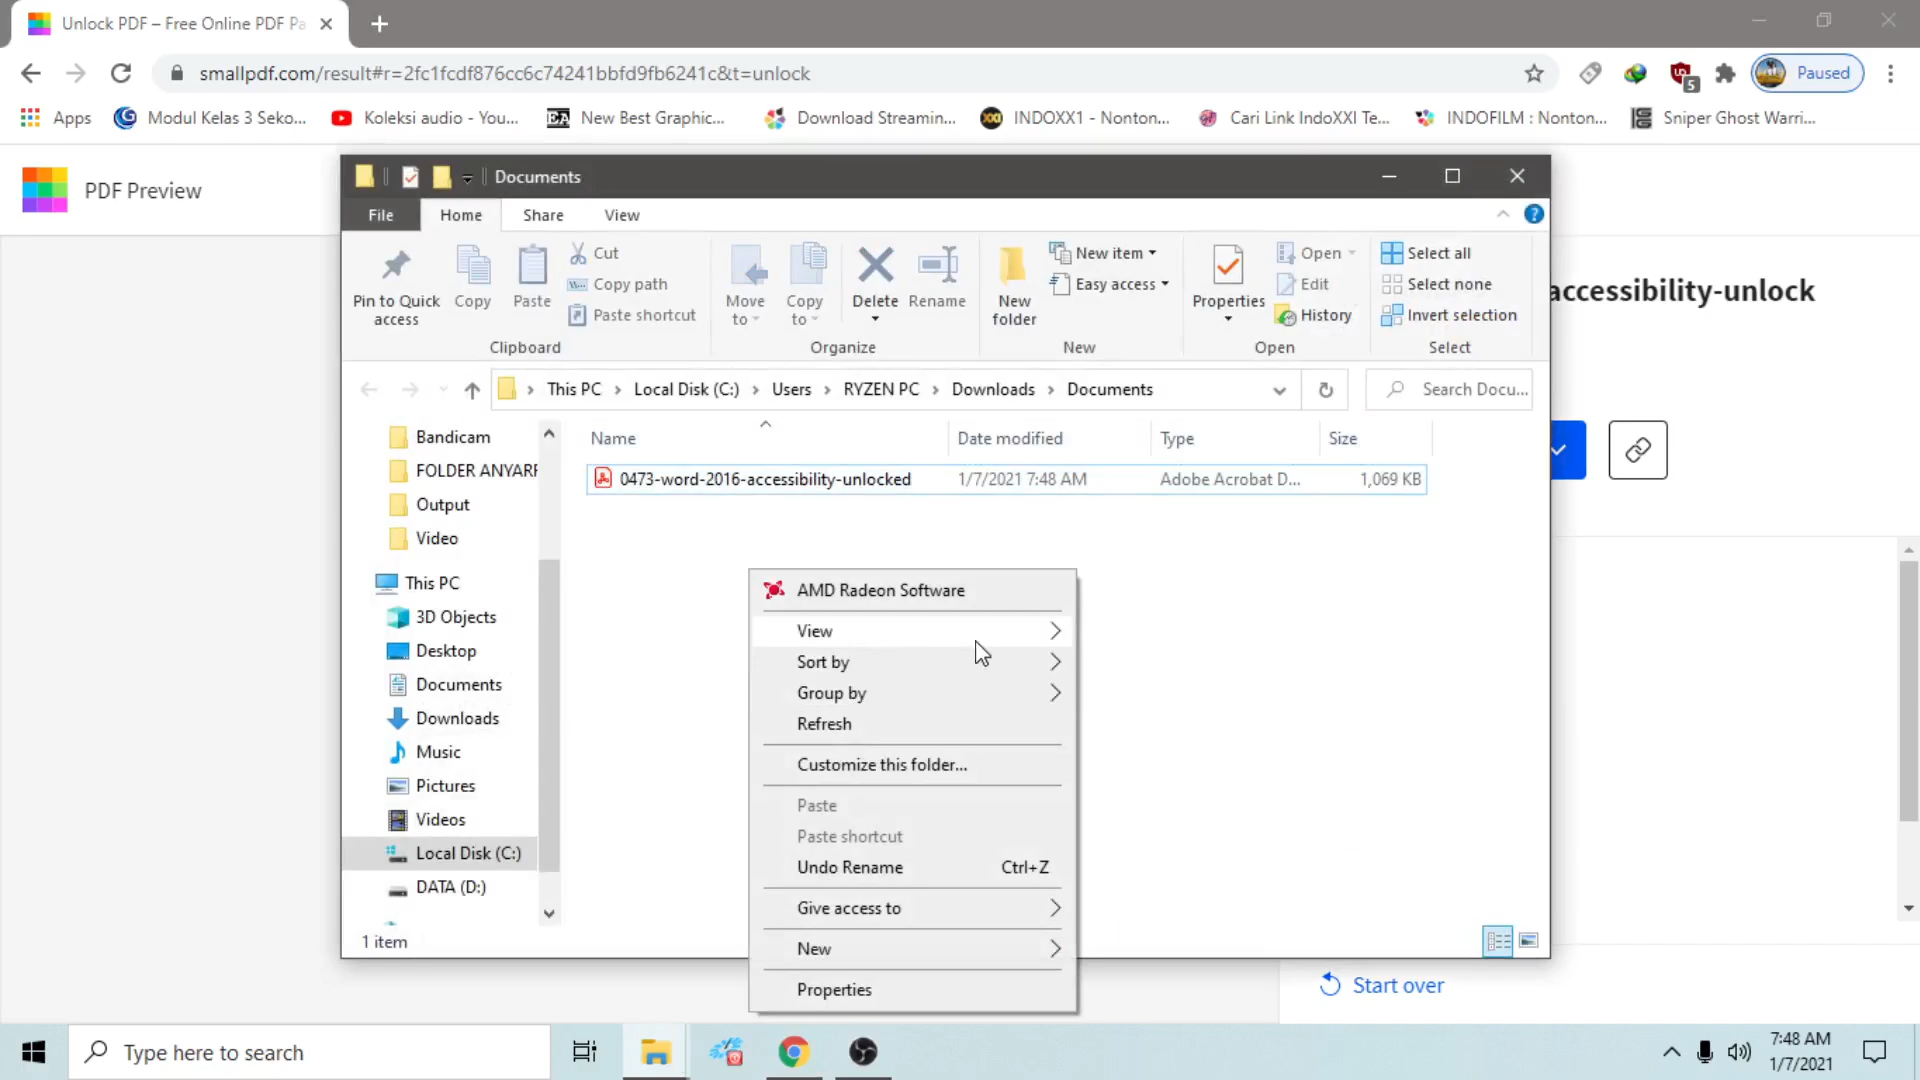 Unlock PDF – Free Online PDF Pa
smallpdf.com/result#r=2fc1fcdf876cc6c74241bbfd9fb6241c&t=unlock
5
Paused
Apps
Modul Kelas 3 Seko...
Koleksi audio - You...
New Best Graphic...
Download Streamin...
INDOXX1 - Nonton...
Cari Link IndoXXI Te...
INDOFILM : Nonton...
Sniper Ghost Warri...
PDF Preview
Documents
File
Home
Share
View
Pin to Quick
access
Copy
Paste
Cut
Copy path
Paste shortcut
Clipboard
Move
to
Copy
to
Delete
Rename
Organize
New
folder
New item
Easy access
New
Properties
Open
Edit
History
Open
Select all
Select none
Invert selection
Select
accessibility-unlock
This PC
Local Disk (C:)
Users
RYZEN PC
Downloads
Documents
Search Docu...
Name
Date modified
Type
Size
0473-word-2016-accessibility-unlocked
1/7/2021 7:48 AM
Adobe Acrobat D...
1,069 KB
Bandicam
FOLDER ANYAR
Output
Video
This PC
3D Objects
Desktop
Documents
Downloads
Music
Pictures
Videos
Local Disk (C:)
DATA (D:)
1 item
AMD Radeon Software
View
Sort by
Group by
Refresh
Customize this folder...
Paste
Paste shortcut
Undo Rename Ctrl+Z
Give access to
New
Properties
Start over
Type here to search
7:48 AM
1/7/2021